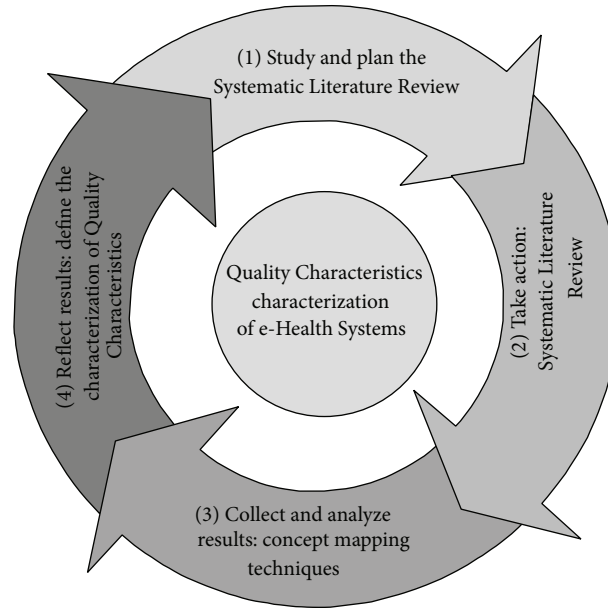 (1) Study and plan the
Systematic Literature Review
(2) Take action:
Systematic Literature
Review
(3) Collect and analyze
results: concept mapping
techniques
(4) Reflect results: define the
characterization of Quality
Characteristics
Quality Characteristics
characterization
of e-Health Systems